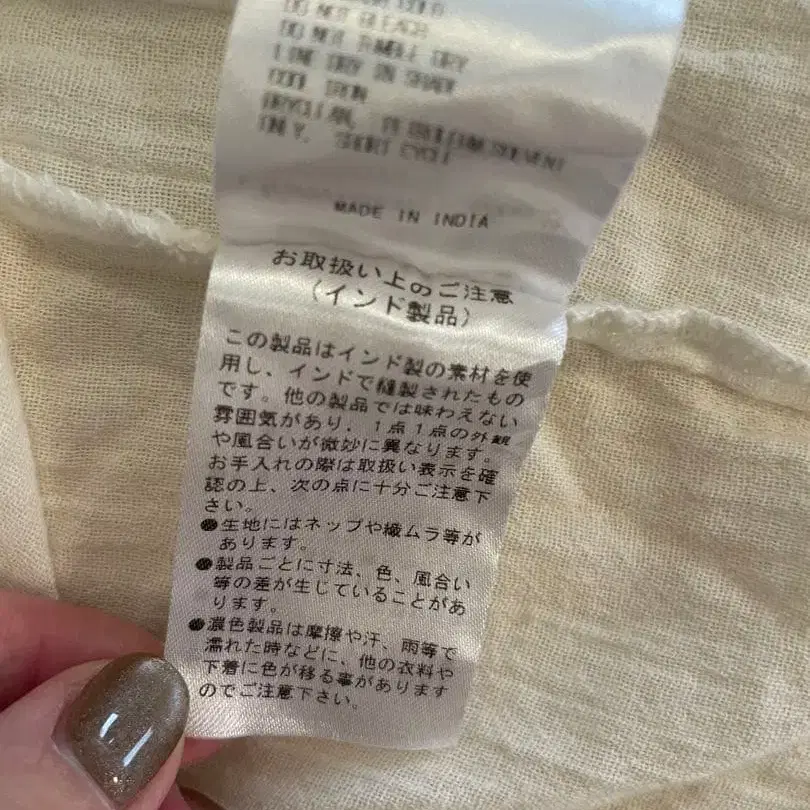 DO NOT BLEACH
DO NOT TUMBLE DRY
LINE DRY IN SHADE
COOL IRON
DRYCLEAN,
ONLY, SHORT CYCLE
MADE IN INDIA
お取扱い上のご注意
（インド製品）
この製品はインド製の素材を使
用し、インドで縫製されたもの
です。他の製品では味わえない
雰囲気があり、1点1点の外観
や風合いが微妙に異なります。
お手入れの際は取扱い表示を確
認の上、次の点に十分ご注意下
さい。
●生地にはネップや織ムラ等が
あります。
●製品ごとに寸法、色、風合い
等の差が生じていることがあ
ります。
●濃色製品は摩擦や汗、雨等で
濡れた時などに、他の衣料や
下着に色が移る事があります
のでご注意下さい。